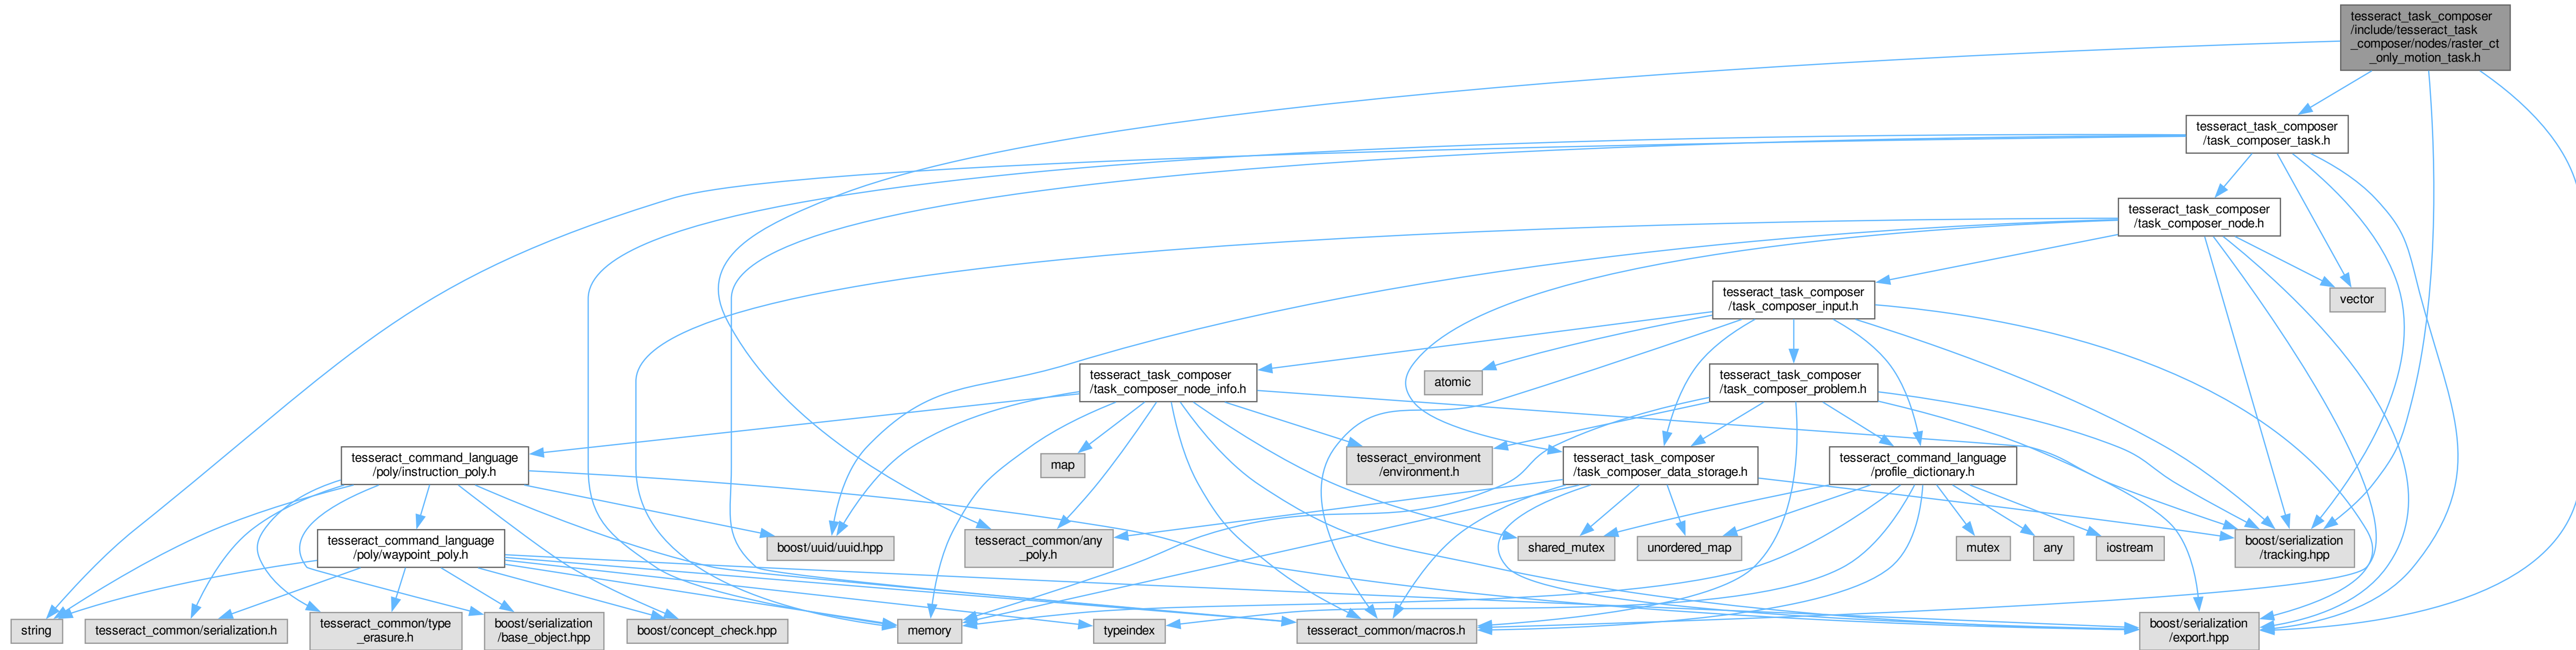 tesseract_task_composer
/include/tesseract_task
_composer/nodes/raster_ct
_only_motion_task.h
tesseract_task_composer
/task_composer_task.h
tesseract_task_composer
/task_composer_node.h
vector
tesseract_task_composer
/task_composer_input.h
tesseract_task_composer
/task_composer_node_info.h
atomic
tesseract_task_composer
/task_composer_problem.h
tesseract_command_language
/poly/instruction_poly.h
map
tesseract_environment
/environment.h
tesseract_task_composer
/task_composer_data_storage.h
tesseract_command_language
/profile_dictionary.h
tesseract_command_language
/poly/waypoint_poly.h
boost/uuid/uuid.hpp
tesseract_common/any
_poly.h
shared_mutex
unordered_map
mutex
any
iostream
boost/serialization
/tracking.hpp
string
tesseract_common/serialization.h
tesseract_common/type
_erasure.h
boost/serialization
/base_object.hpp
boost/concept_check.hpp
memory
typeindex
tesseract_common/macros.h
boost/serialization
/export.hpp